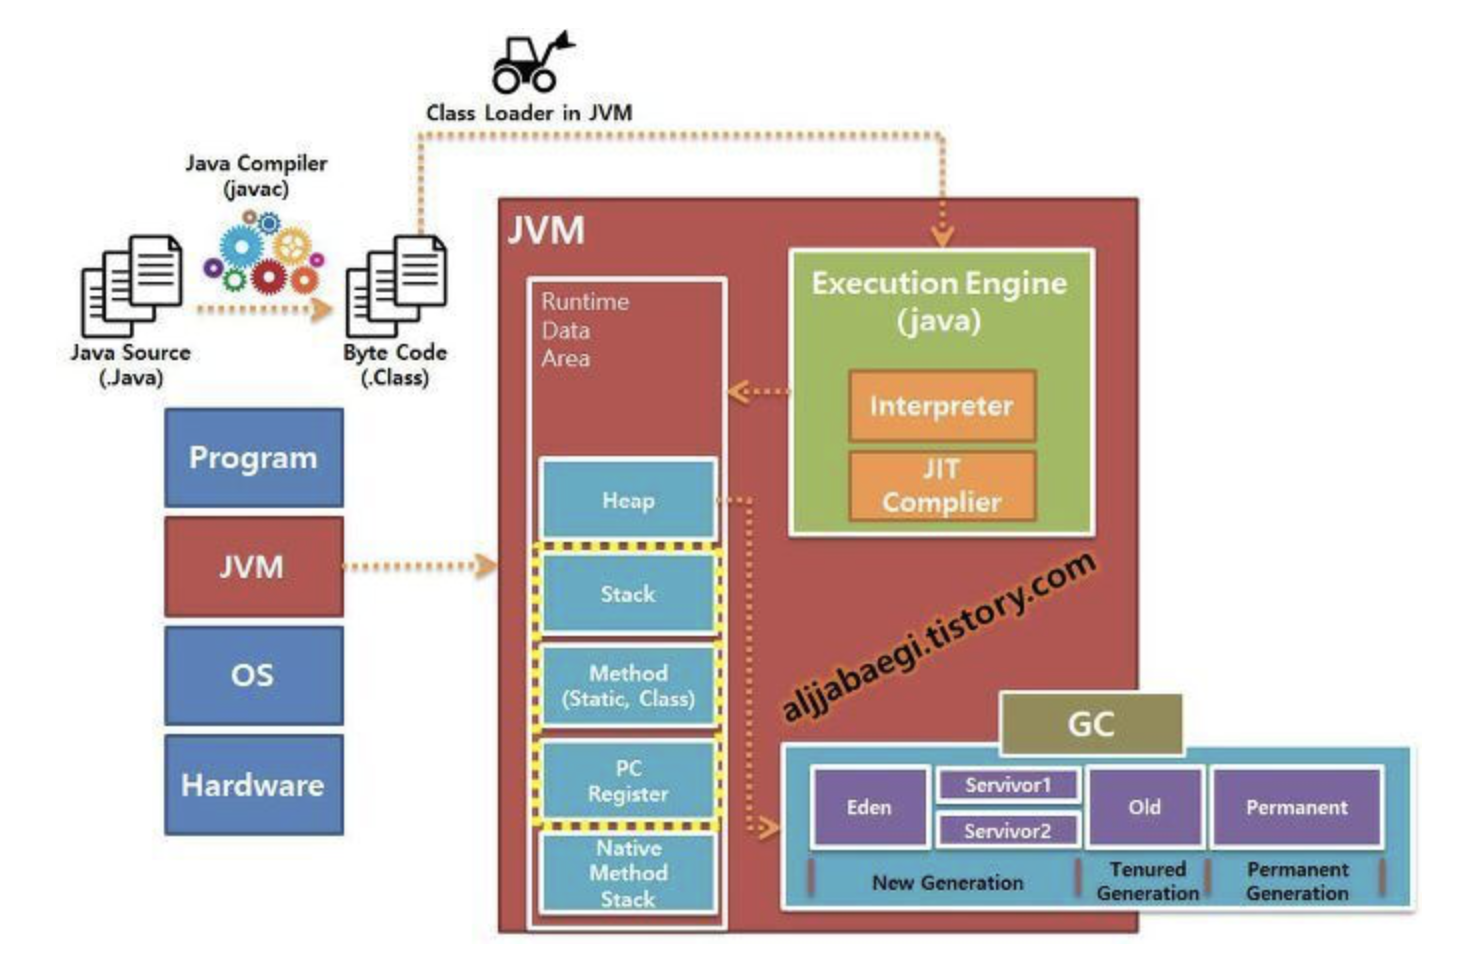 Class Loader in JVM
Java Compiler
(javac)
Java Source
(.Java)
Byte Code
(.Class)
Program
JVM
OS
Hardware
JVM
Runtime
Data
Area
Heap
Stack
Method
(Static, Class)
PC
Register
Native
Method
Stack
Execution Engine
(java)
Interpreter
JIT
Complier
aljjabaegi.tistory.com
GC
Eden
Servivor1
Servivor2
Old
Permanent
New Generation
Tenured
Generation
Permanent
Generation